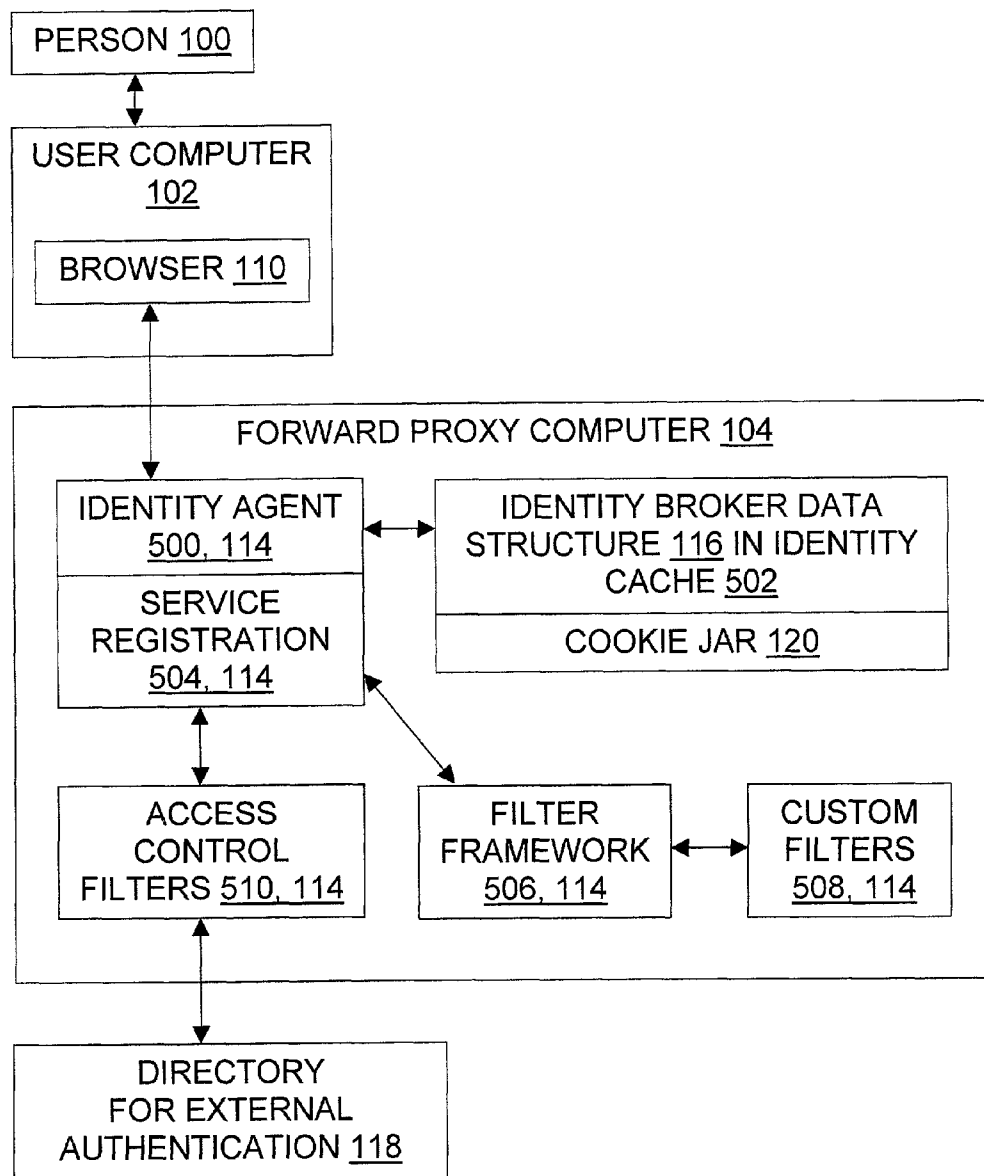 PERSON 100
USER COMPUTER
102
BROWSER 110
FORWARD PROXY COMPUTER 104
IDENTITY AGENT
500, 114
SERVICE
REGISTRATION
504, 114
IDENTITY BROKER DATA
STRUCTURE 116 IN IDENTITY
CACHE 502
COOKIE JAR 120
ACCESS
CONTROL
FILTERS 510, 114
FILTER
FRAMEWORK
506, 114
CUSTOM
FILTERS
508, 114
DIRECTORY
FOR EXTERNAL
AUTHENTICATION 118